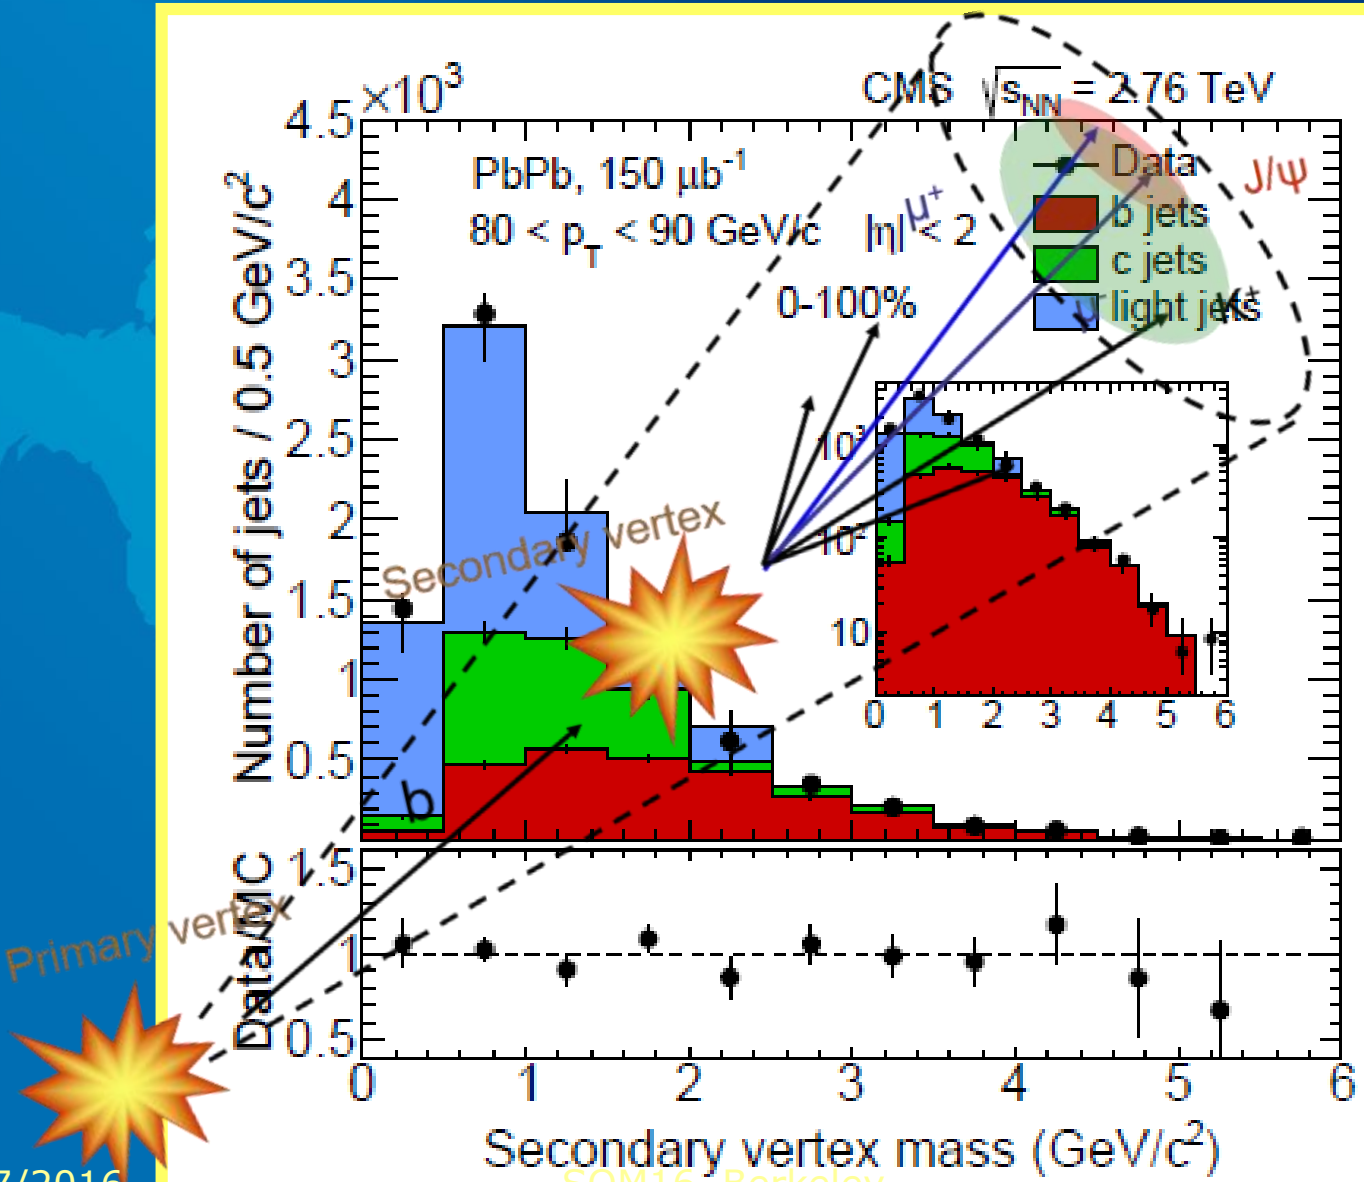 ×10³
CMS √sNN = 2.76 TeV
4.5
4
3.5
3
2.5
2
1.5
1
0.5
Number of jets / 0.5 GeV/c²
PbPb, 150 μb⁻¹
80 < pT < 90 GeV/c |η| < 2
0-100%
Data
b jets
c jets
light jets
J/ψ
μ⁺
μ⁻
K⁺
10³
10²
10
0 1 2 3 4 5 6
Secondary vertex
b
Primary vertex
Data/MC
1.5
1
0.5
0 1 2 3 4 5 6
Secondary vertex mass (GeV/c²)
7/2016
SQM16, Berkeley